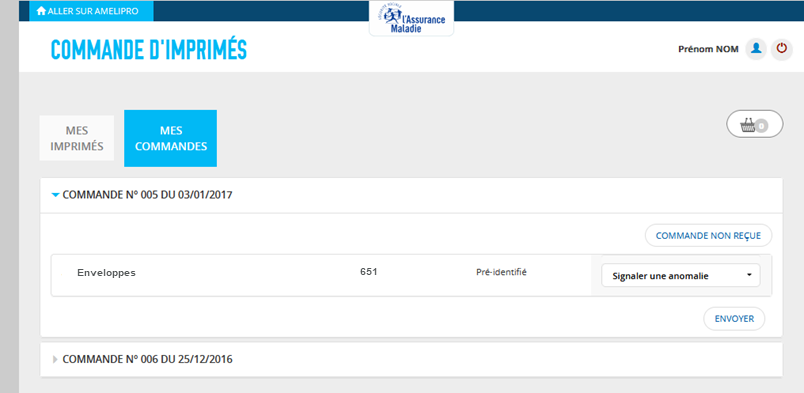 ALLER SUR AMELIPRO
l'Assurance
Maladie
COMMANDE D'IMPRIMÉS
Prénom NOM
MES
IMPRIMÉS
MES
COMMANDES
0
COMMANDE N° 005 DU 03/01/2017
COMMANDE NON REÇUE
Enveloppes 651 Pré-identifié Signaler une anomalie
ENVOYER
COMMANDE N° 006 DU 25/12/2016